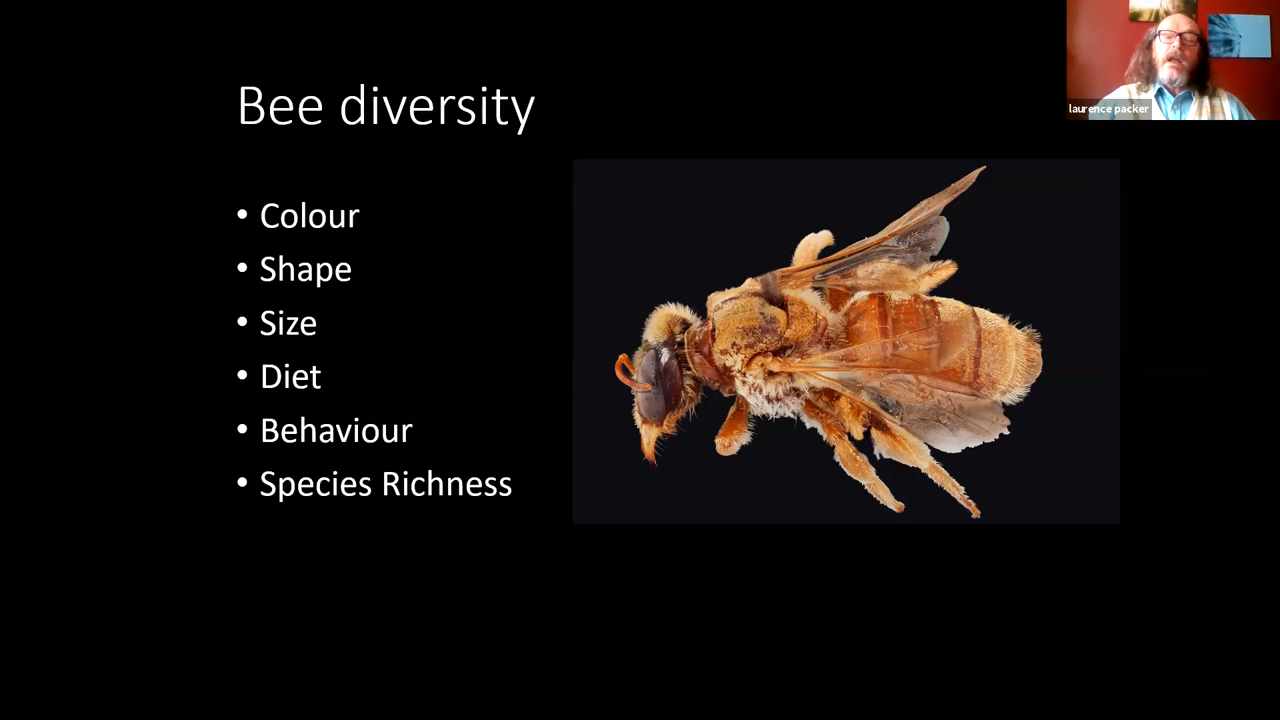 Bee diversity
• Colour
• Shape
• Size
• Diet
• Behaviour
• Species Richness
laurence packer